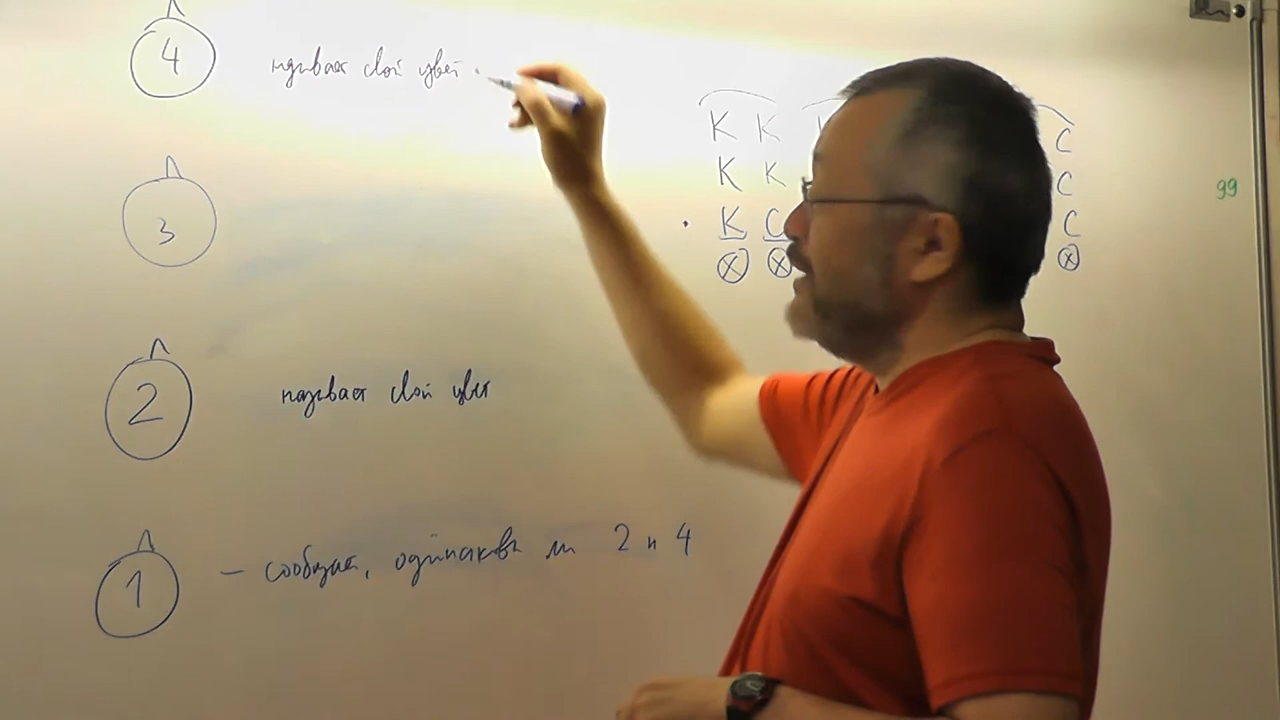 4 называет свой цвет
К К С
К К С
3 К С С
2 называет свой цвет
1 – сообщает, одинаковы ли 2 и 4
99